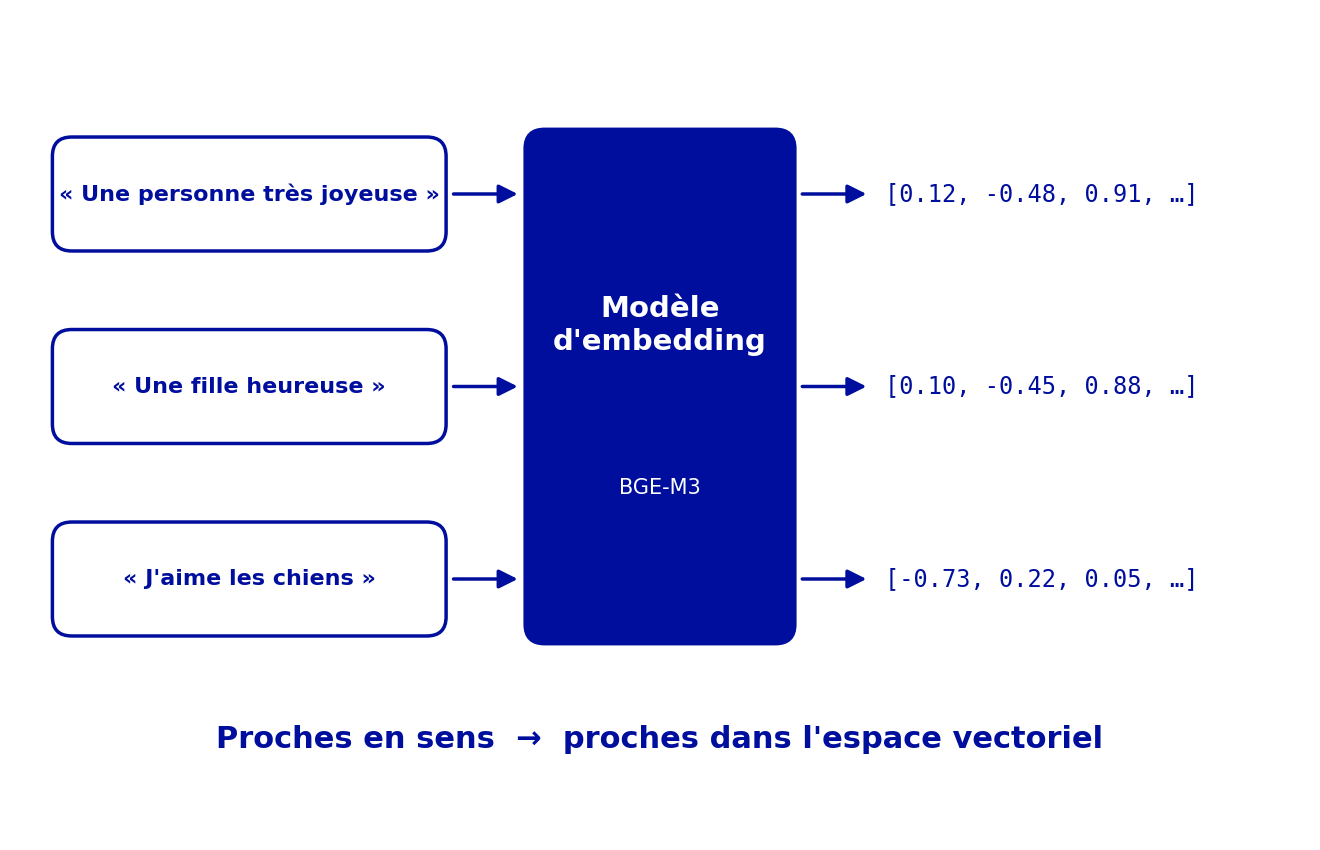 « Une personne très joyeuse »
[0.12, -0.48, 0.91, …]
Modèle
d'embedding
« Une fille heureuse »
[0.10, -0.45, 0.88, …]
BGE-M3
« J'aime les chiens »
[-0.73, 0.22, 0.05, …]
Proches en sens → proches dans l'espace vectoriel